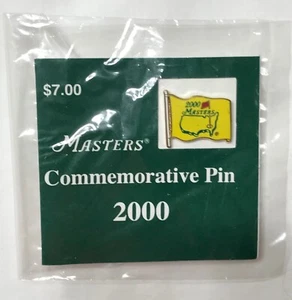 $7.00
2000
MASTERS
MASTERS®
Commemorative Pin
2000